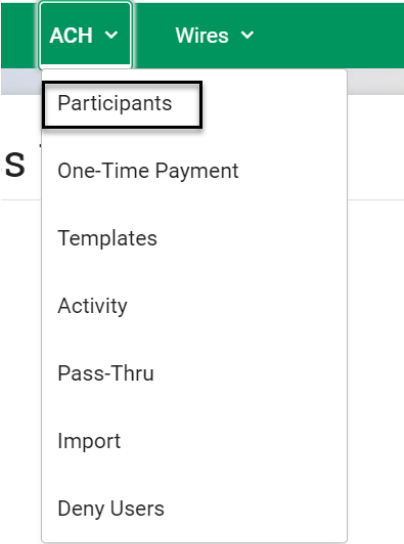 ACH Wires
Participants
s
One-Time Payment
Templates
Activity
Pass-Thru
Import
Deny Users